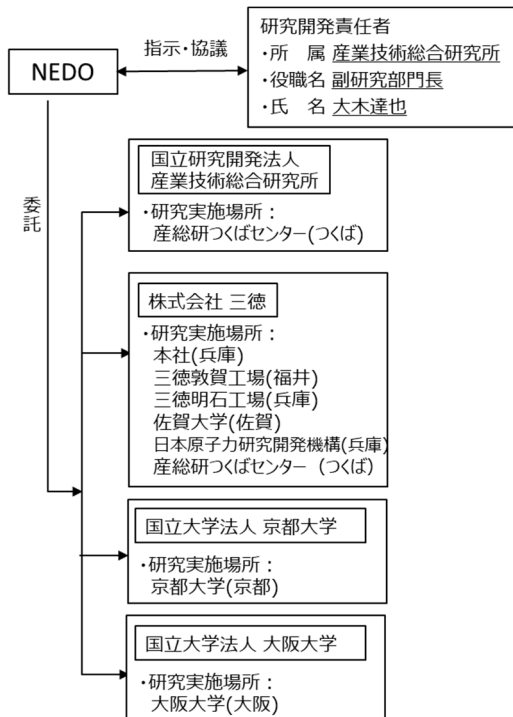 研究開発責任者
・所　属 産業技術総合研究所
・役職名 副研究部門長
・氏　名 大木達也
指示・協議
NEDO
委託
国立研究開発法人
産業技術総合研究所
・研究実施場所：
産総研つくばセンター(つくば)
株式会社 三徳
・研究実施場所：
本社(兵庫)
三徳敦賀工場(福井)
三徳明石工場(兵庫)
佐賀大学(佐賀)
日本原子力研究開発機構(兵庫)
産総研つくばセンター（つくば）
国立大学法人 京都大学
・研究実施場所：
京都大学(京都)
国立大学法人 大阪大学
・研究実施場所：
大阪大学(大阪)